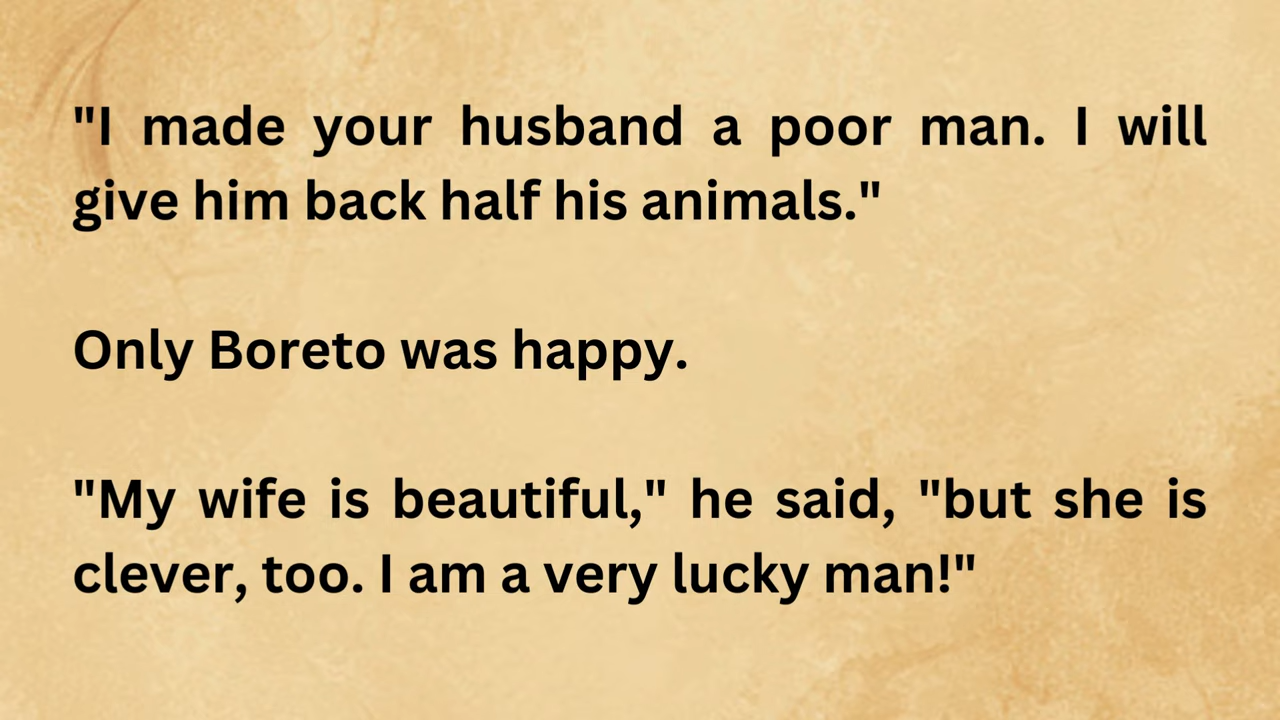 "I made your husband a poor man. I will
give him back half his animals."
Only Boreto was happy.
"My wife is beautiful," he said, "but she is
clever, too. I am a very lucky man!"